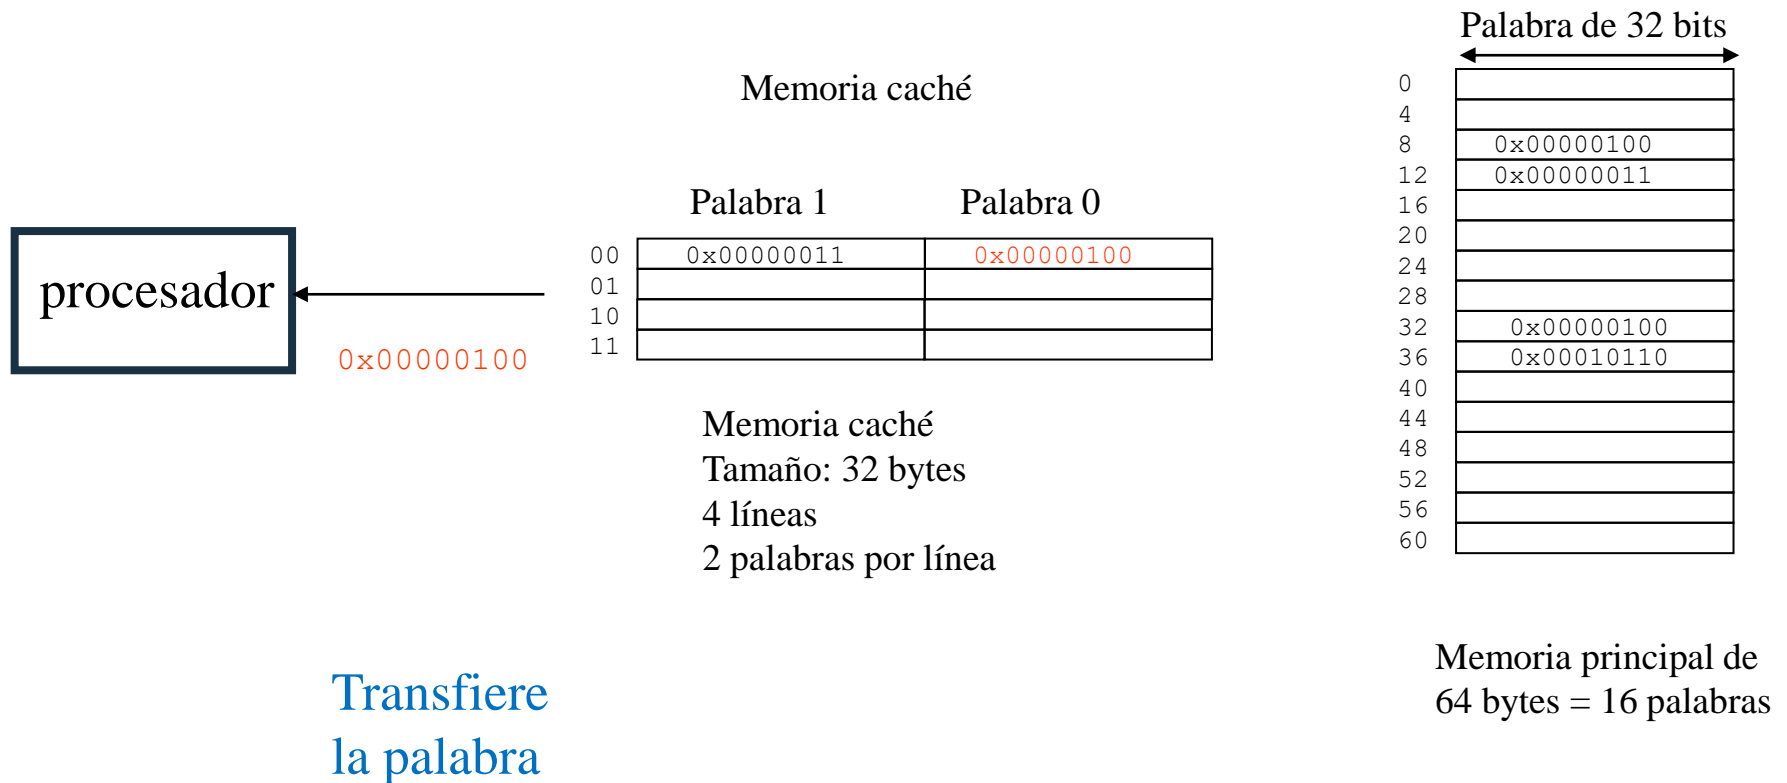 Palabra de 32 bits
Memoria caché
Palabra 1 Palabra 0
procesador
0x00000100
00 0x00000011 0x00000100
01
10
11
Memoria caché
Tamaño: 32 bytes
4 líneas
2 palabras por línea
0
4
8 0x00000100
12 0x00000011
16
20
24
28
32 0x00000100
36 0x00010110
40
44
48
52
56
60
Memoria principal de
64 bytes = 16 palabras
Transfiere
la palabra